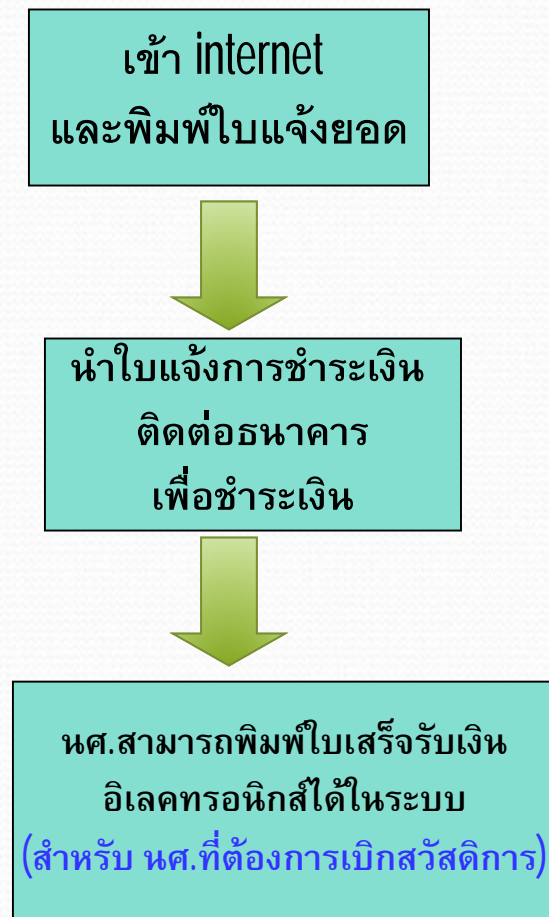 เข้า internet
และพิมพ์ใบแจ้งยอด
นำใบแจ้งการชำระเงิน
ติดต่อธนาคาร
เพื่อชำระเงิน
นศ.สามารถพิมพ์ใบเสร็จรับเงิน
อิเลคทรอนิกส์ได้ในระบบ
(สำหรับ นศ.ที่ต้องการเบิกสวัสดิการ)